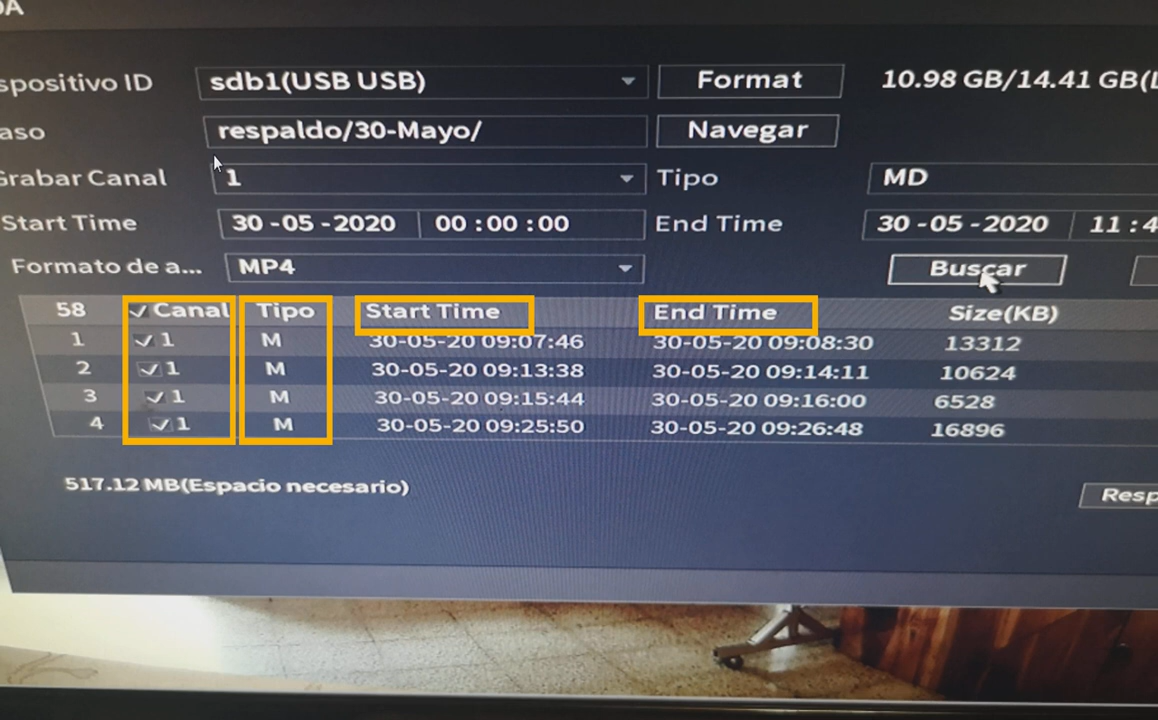 DA
spositivo ID sdb1(USB USB) Format 10.98 GB/14.41 GB(
aso respaldo/30-Mayo/ Navegar
Grabar Canal 1 Tipo MD
Start Time 30 -05 -2020 00 :00 :00 End Time 30 -05 -2020 11 :4
Formato de a... MP4 Buscar
58 Canal Tipo Start Time End Time Size(KB)
1 1 M 30-05-20 09:07:46 30-05-20 09:08:30 13312
2 1 M 30-05-20 09:13:38 30-05-20 09:14:11 10624
3 1 M 30-05-20 09:15:44 30-05-20 09:16:00 6528
4 1 M 30-05-20 09:25:50 30-05-20 09:26:48 16896
517.12 MB(Espacio necesario)
Resp